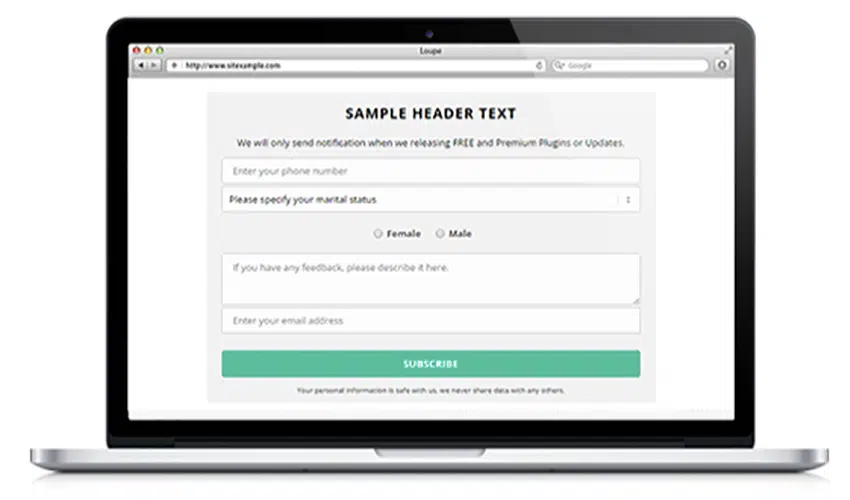 Loupe
http://www.sitexample.com
Google
SAMPLE HEADER TEXT
We will only send notification when we releasing FREE and Premium Plugins or Updates.
Enter your phone number
Please specify your marital status
Female Male
If you have any feedback, please describe it here.
Enter your email address
SUBSCRIBE
Your personal information is safe with us, we never share data with any others.